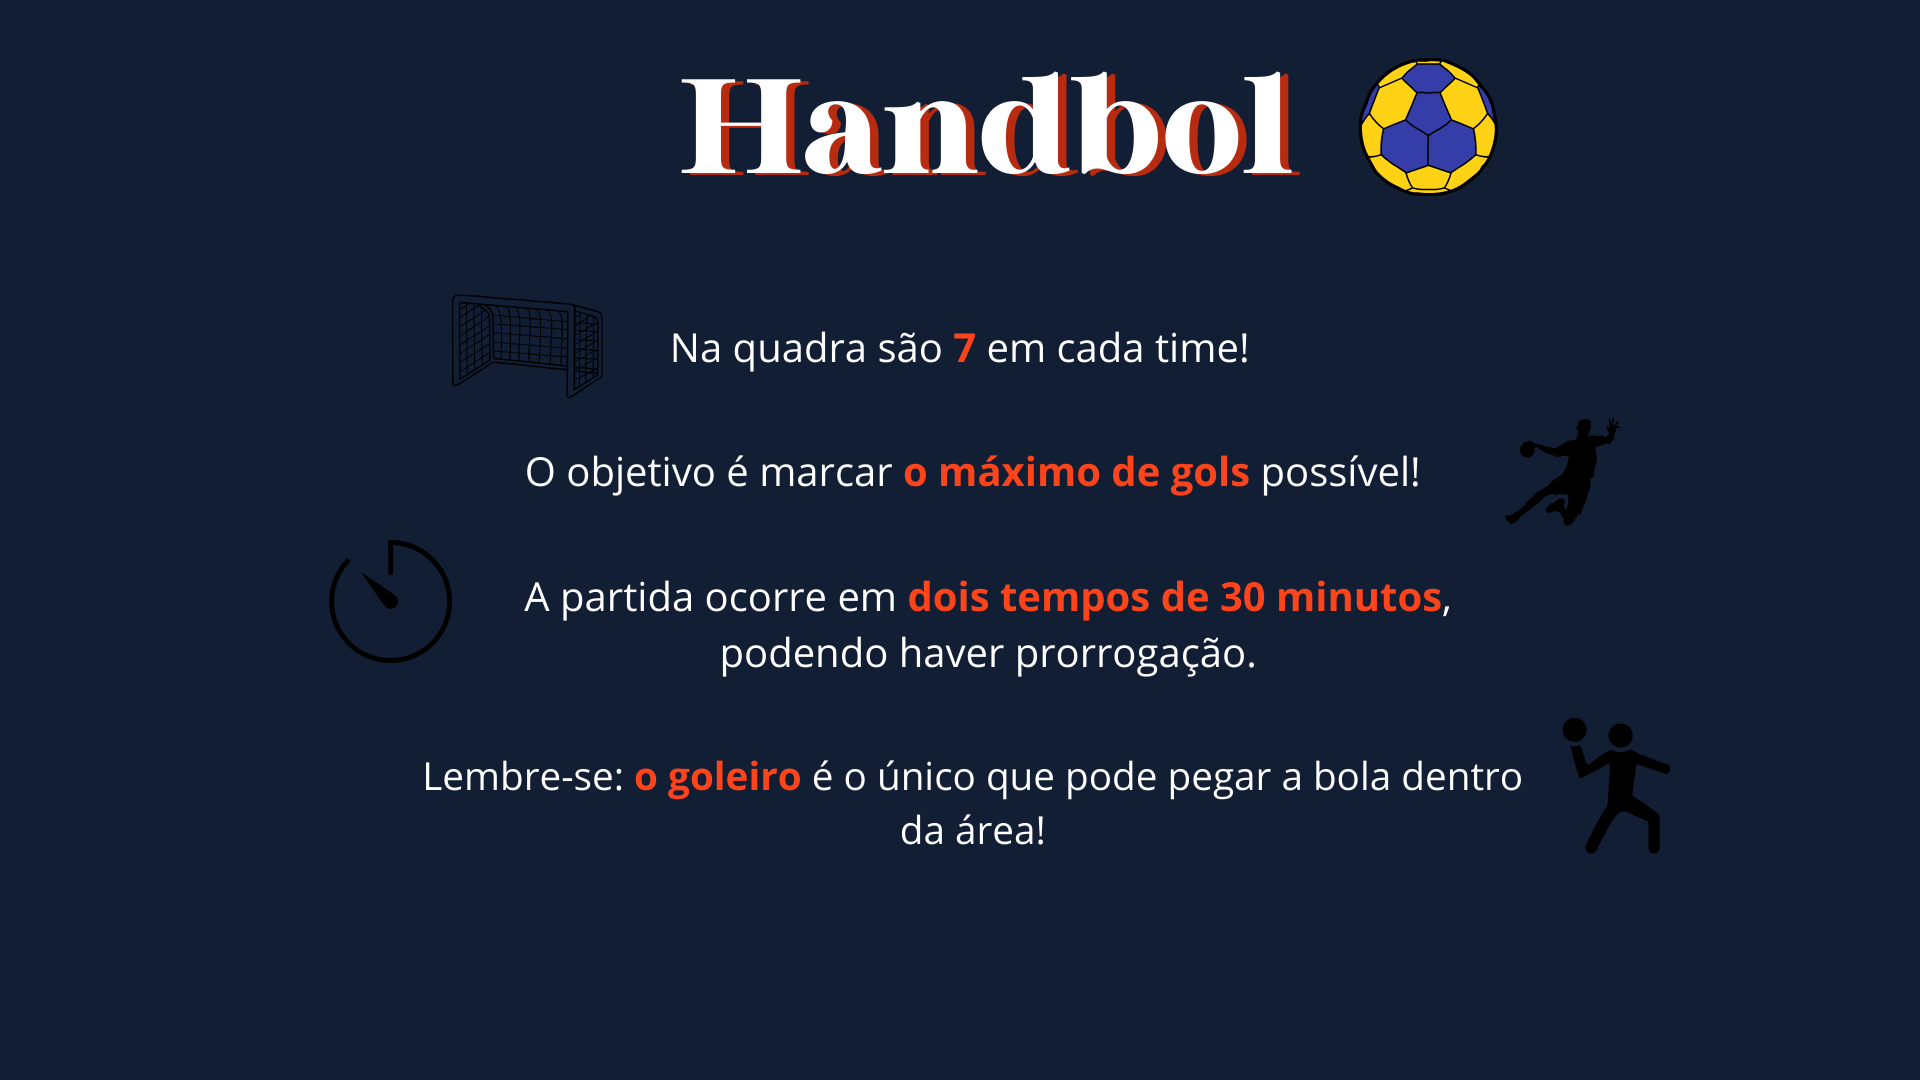 Handbol
Na quadra são 7 em cada time!
O objetivo é marcar o máximo de gols possível!
A partida ocorre em dois tempos de 30 minutos,
podendo haver prorrogação.
Lembre-se: o goleiro é o único que pode pegar a bola dentro
da área!